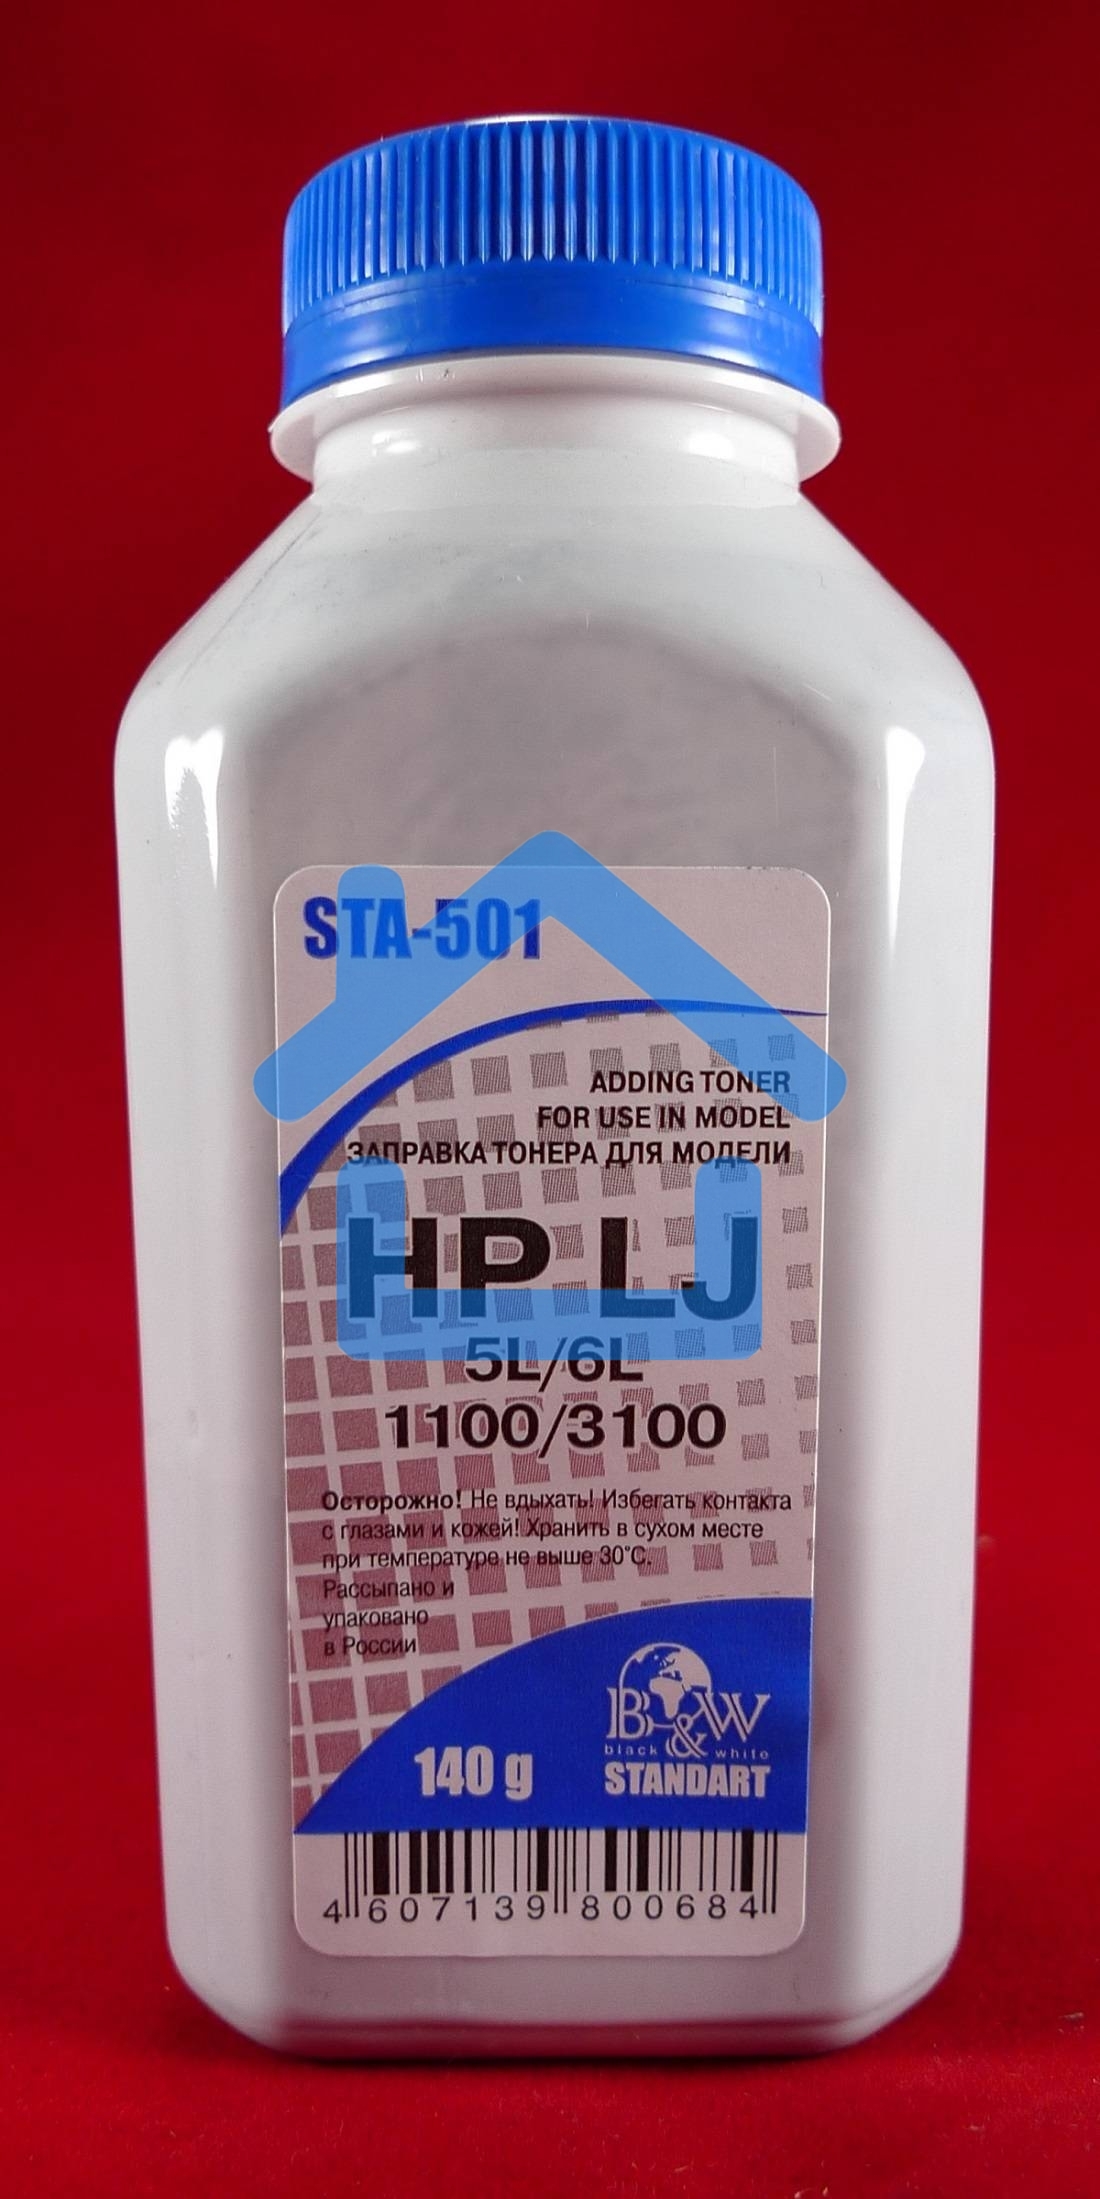 STA-501
ADDING TONER
FOR USE IN MODEL
ЗАПРАВКА ТОНЕРА ДЛЯ МОДЕЛИ
HP LJ
5L/6L
1100/3100
Осторожно! Не вдыхать! Избегать контакта
с глазами и кожей! Хранить в сухом месте
при температуре не выше 30°С.
Рассыпано и
упаковано
в России
B&W
black & white
STANDART
140 g
4 607139 800684